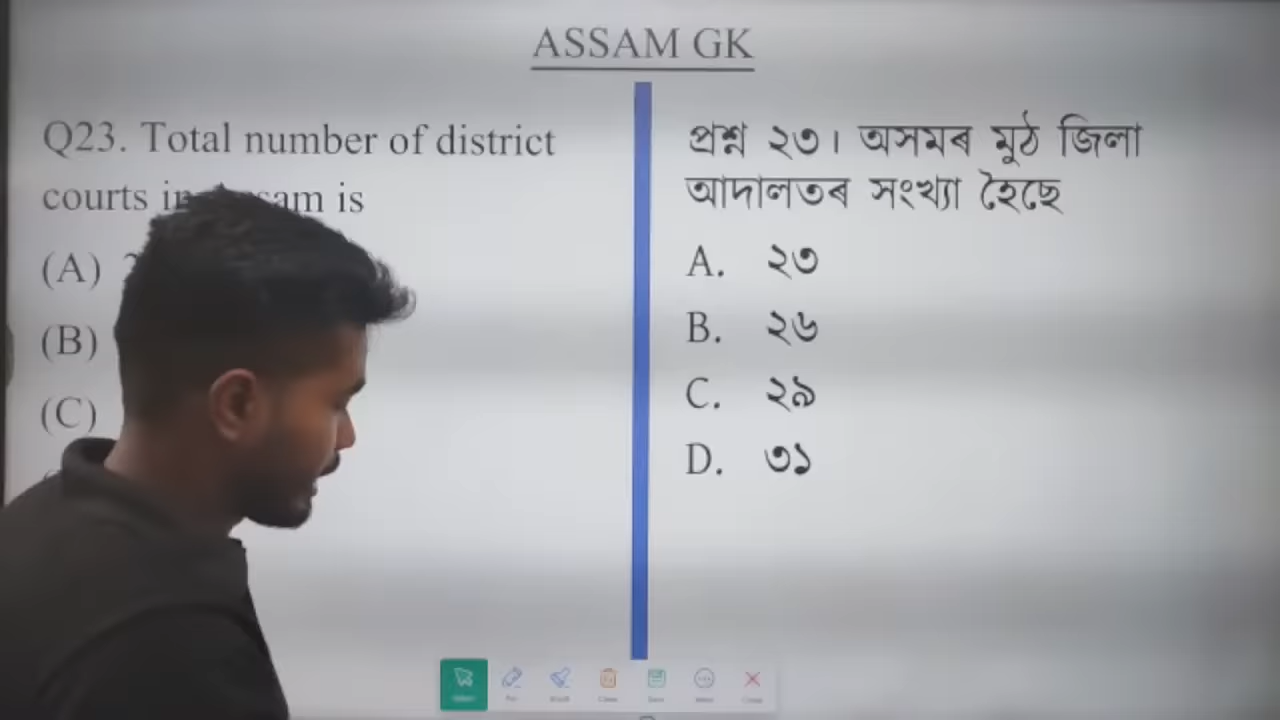 ASSAM GK
Q23. Total number of district
courts in Assam is
(A)
(B)
(C)
প্ৰশ্ন ২৩। অসমৰ মুঠ জিলা
আদালতৰ সংখ্যা হৈছে
A. ২৩
B. ২৬
C. ২৯
D. ৩১